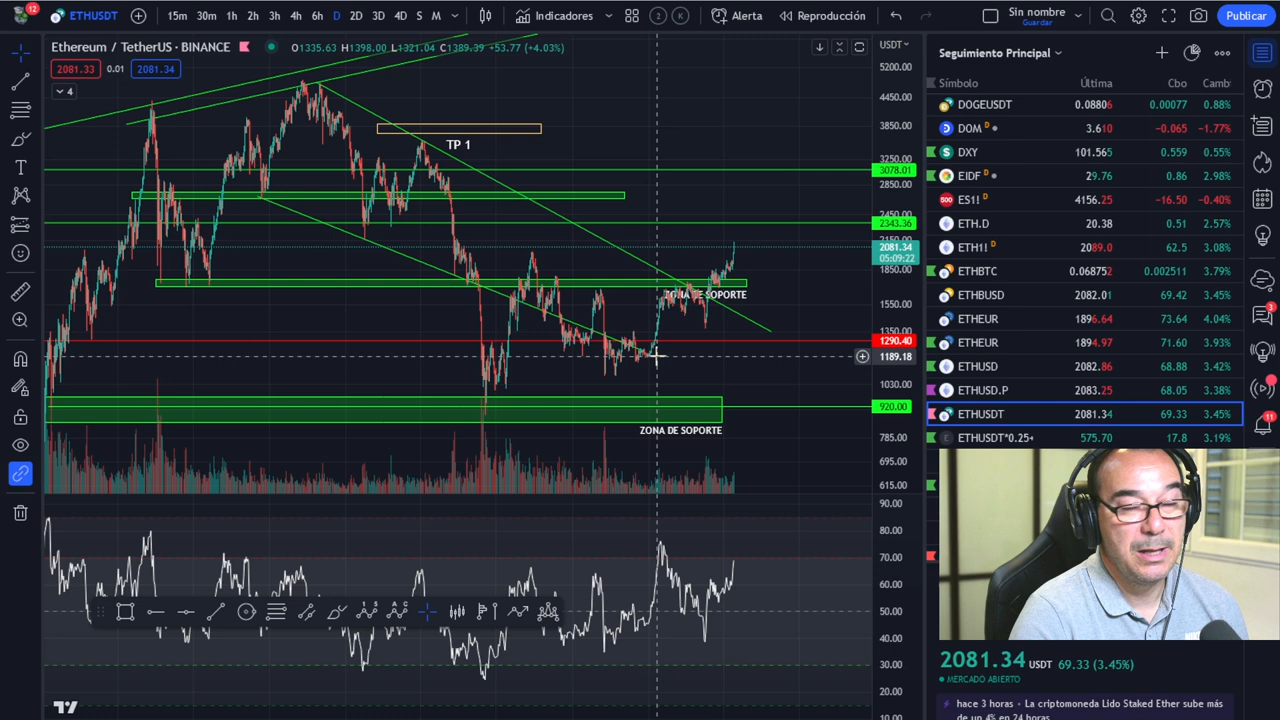 12
ETHUSDT
15m 30m 1h 2h 3h 4h 6h D 2D 3D 4D S M
Indicadores
2 K
Alerta
Reproducción
Sin nombre
Guardar
Publicar
Ethereum / TetherUS · BINANCE
O1335.63 H1398.00 L1321.04 C1389.39 +53.77 (+4.03%)
2081.33 0.01 2081.34
4
USDT
5200.00
4450.00
3850.00
3250.00
3078.01
2850.00
2450.00
2343.36
2081.34
05:09:22
1850.00
1550.00
1350.00
1290.40
1189.18
1030.00
920.00
785.00
695.00
615.00
90.00
80.00
70.00
60.00
50.00
40.00
30.00
20.00
10.00
TP 1
ZONA DE SOPORTE
ZONA DE SOPORTE
Seguimiento Principal
Símbolo Última Cbo Camb
DOGEUSDT 0.08806 0.00077 0.88%
DOM D 3.610 -0.065 -1.77%
DXY 101.565 0.559 0.55%
EIDF D 29.76 0.86 2.98%
ES1! D 4156.25 -16.50 -0.40%
ETH.D 20.38 0.51 2.57%
ETH1! D 2089.0 62.5 3.08%
ETHBTC 0.068752 0.002511 3.79%
ETHBUSD 2082.01 69.42 3.45%
ETHEUR 1896.64 73.64 4.04%
ETHEUR 1894.97 71.60 3.93%
ETHUSD 2082.86 68.88 3.42%
ETHUSD.P 2083.25 68.05 3.38%
ETHUSDT 2081.34 69.33 3.45%
ETHUSDT*0.25 575.70 17.8 3.19%
3
11
2081.34 USDT 69.33 (3.45%)
MERCADO ABIERTO
hace 3 horas • La criptomoneda Lido Staked Ether sube más
de un 4% en 24 horas